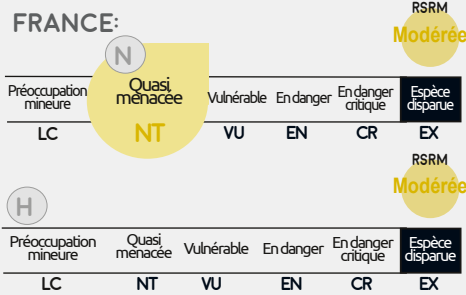 FRANCE:
RSRM
Modérée
N
Préoccupation mineure
Quasi menacée
Vulnérable
En danger
En danger critique
Espèce disparue
LC
NT
VU
EN
CR
EX
RSRM
Modérée
H
Préoccupation mineure
Quasi menacée
Vulnérable
En danger
En danger critique
Espèce disparue
LC
NT
VU
EN
CR
EX